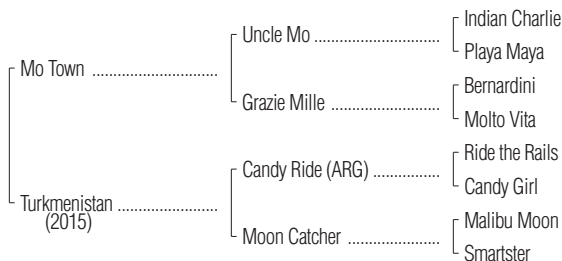 Indian Charlie
Uncle Mo ..............................
Playa Maya
Mo Town ..............................
Bernardini
Grazie Mille ..........................
Molto Vita
Ride the Rails
Candy Ride (ARG) ................
Candy Girl
Turkmenistan ........................
(2015)
Malibu Moon
Moon Catcher ......................
Smartster